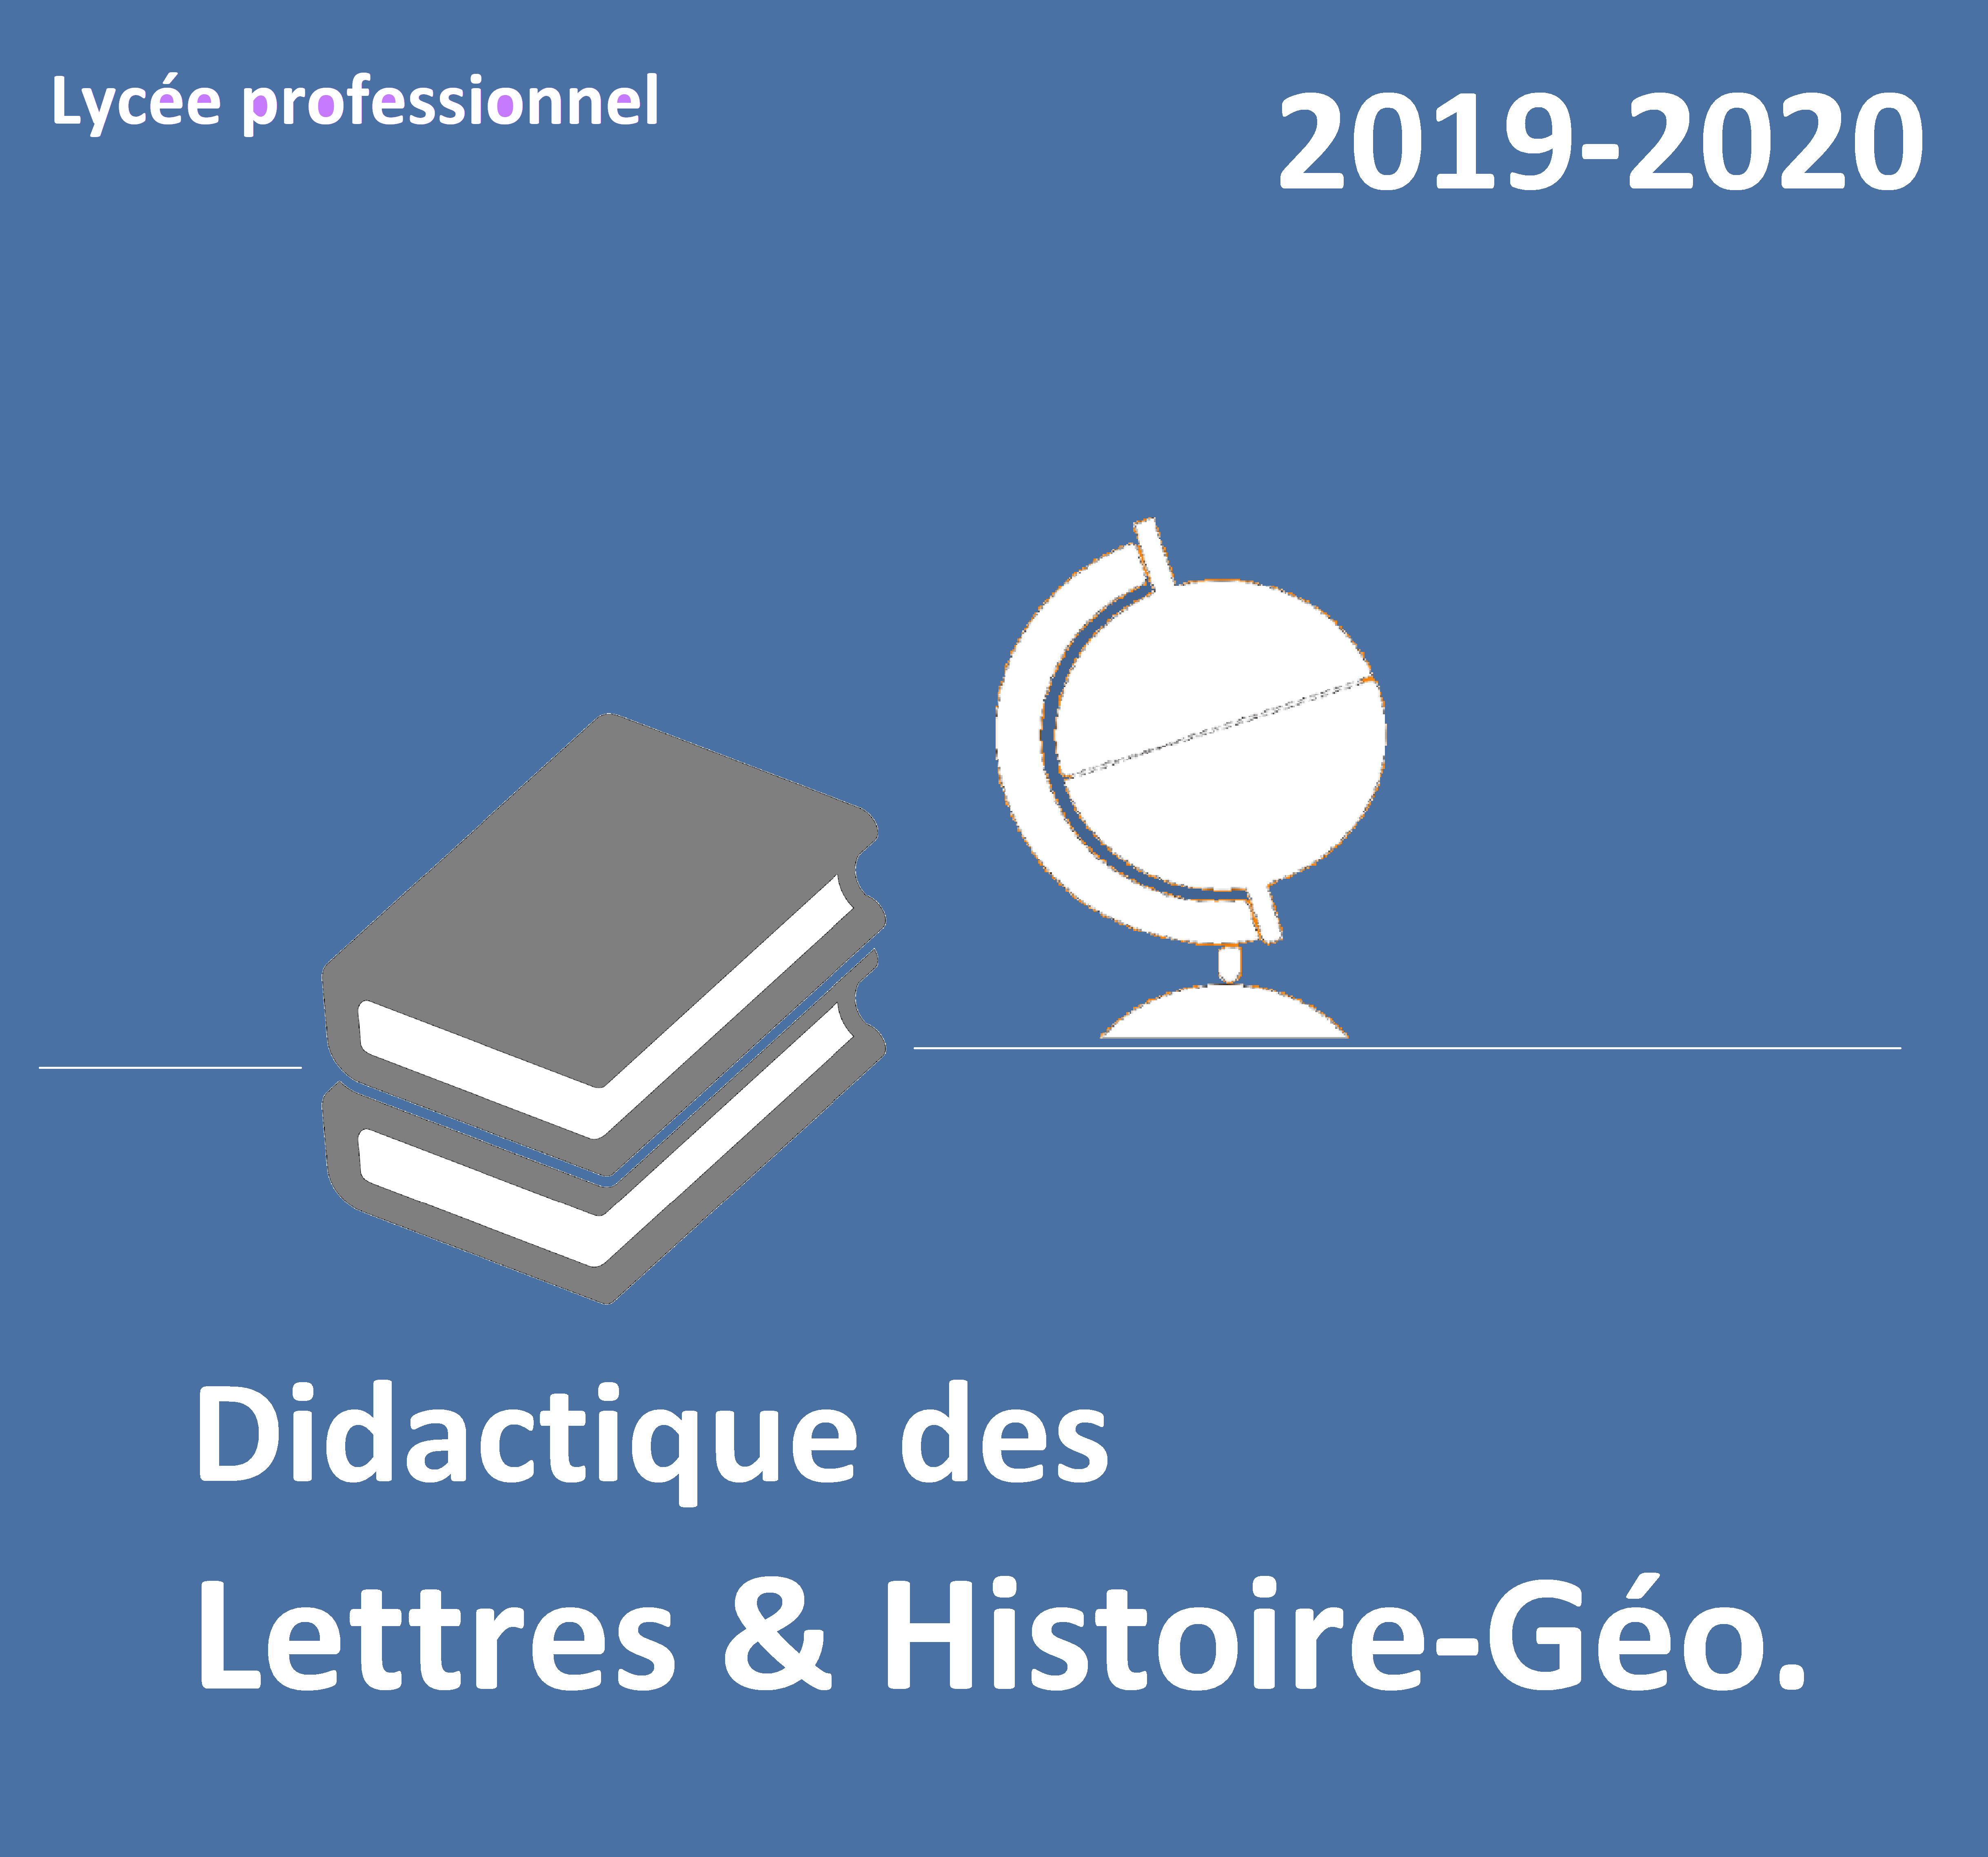 Lycée professionnel
2019-2020
Didactique des
Lettres & Histoire-Géo.